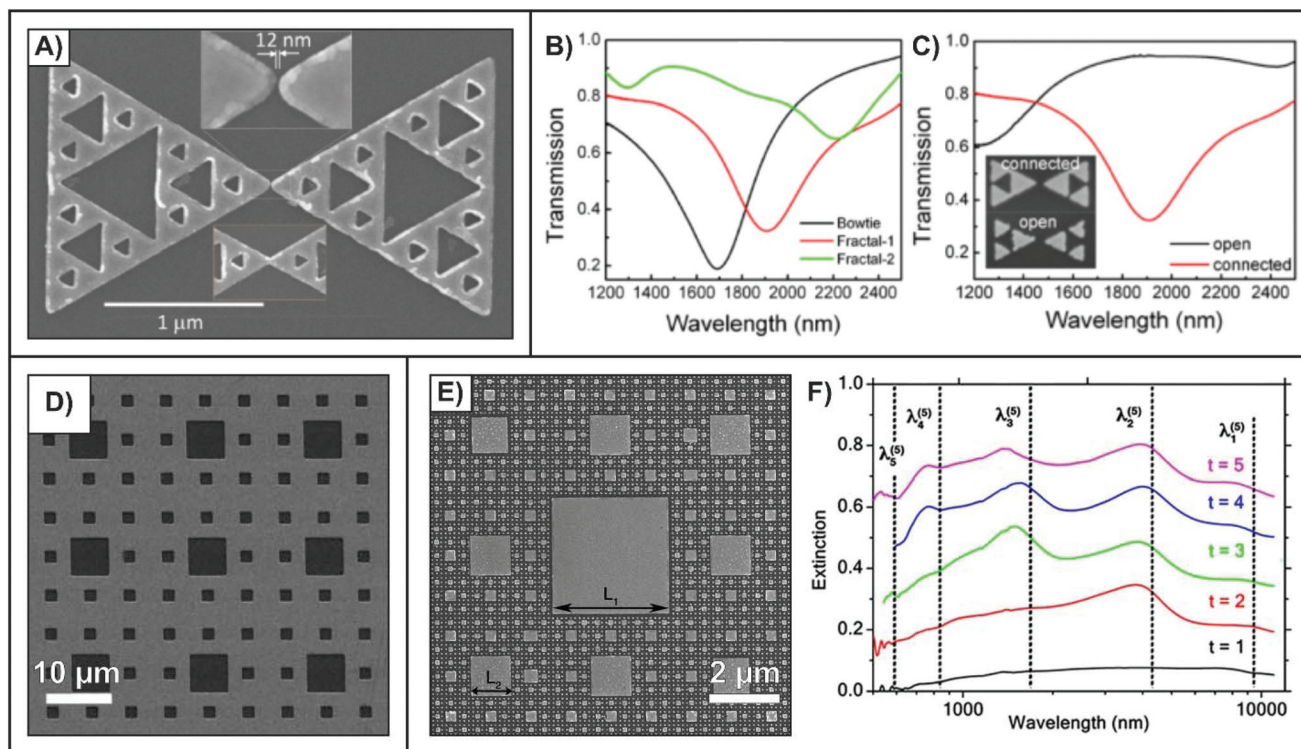 A)
12 nm
1 μm
B)
Transmission
1.0
0.8
0.6
0.4
0.2
Bowtie
Fractal-1
Fractal-2
1200 1400 1600 1800 2000 2200 2400
Wavelength (nm)
C)
Transmission
1.0
0.8
0.6
0.4
0.2
connected
open
open
connected
1200 1400 1600 1800 2000 2200 2400
Wavelength (nm)
D)
10 μm
E)
L1
L2
2 μm
F)
Extinction
1.0
0.8
0.6
0.4
0.2
0.0
λ5(5)
λ4(5)
λ3(5)
λ2(5)
λ1(5)
t = 5
t = 4
t = 3
t = 2
t = 1
1000 10000
Wavelength (nm)